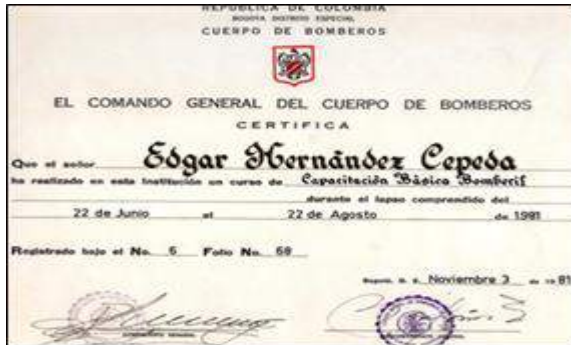 REPUBLICA DE COLOMBIA
BOGOTA DISTRITO ESPECIAL
CUERPO DE BOMBEROS
EL COMANDO GENERAL DEL CUERPO DE BOMBEROS
CERTIFICA
Que el señor Edgar Hernández Cepeda
ha realizado en esta Institución un curso de Capacitación Básica Bomberil
durante el lapso comprendido del
22 de Junio al 22 de Agosto de 1981
Registrado bajo el No. 5 Folio No. 68
Bogotá, D. E. Noviembre 3 de 1981